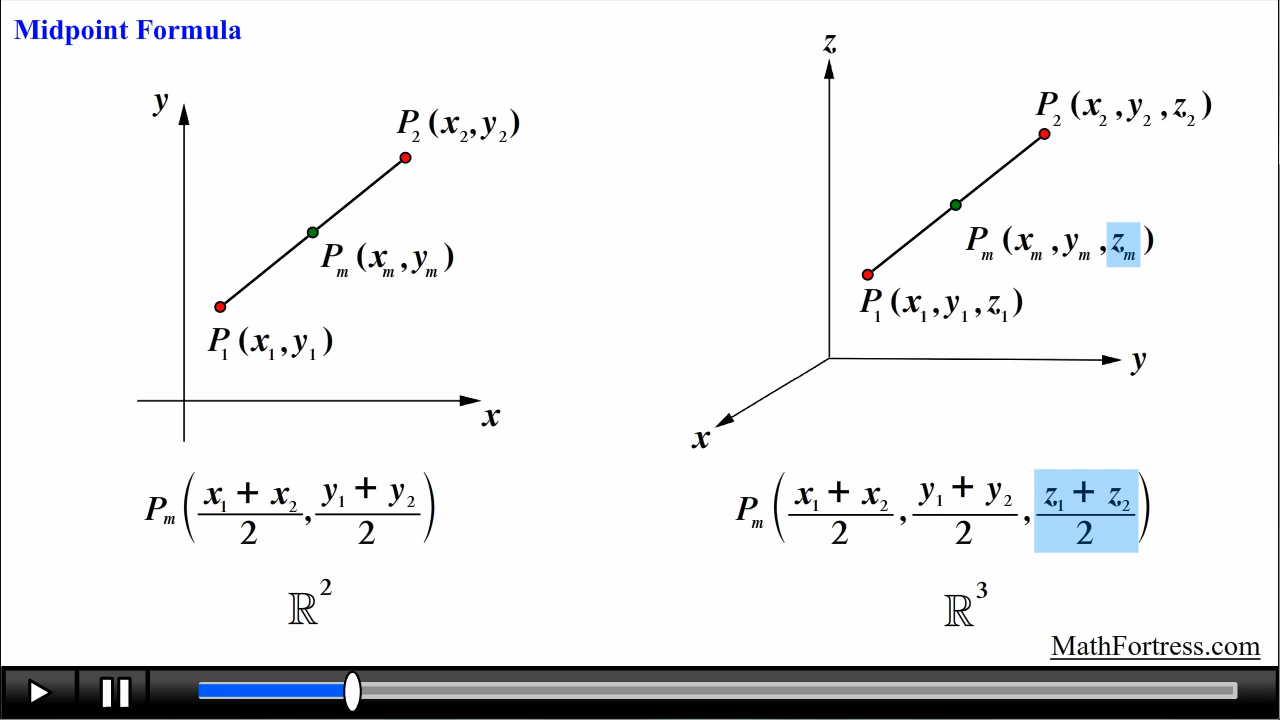 Midpoint Formula
y
P₂(x₂,y₂)
Pₘ(xₘ,yₘ)
P₁(x₁,y₁)
x
Pₘ((x₁ + x₂)/2, (y₁ + y₂)/2)
ℝ²
z
P₂(x₂,y₂,z₂)
Pₘ(xₘ,yₘ,zₘ)
P₁(x₁,y₁,z₁)
y
x
Pₘ((x₁ + x₂)/2, (y₁ + y₂)/2, (z₁ + z₂)/2)
ℝ³
MathFortress.com